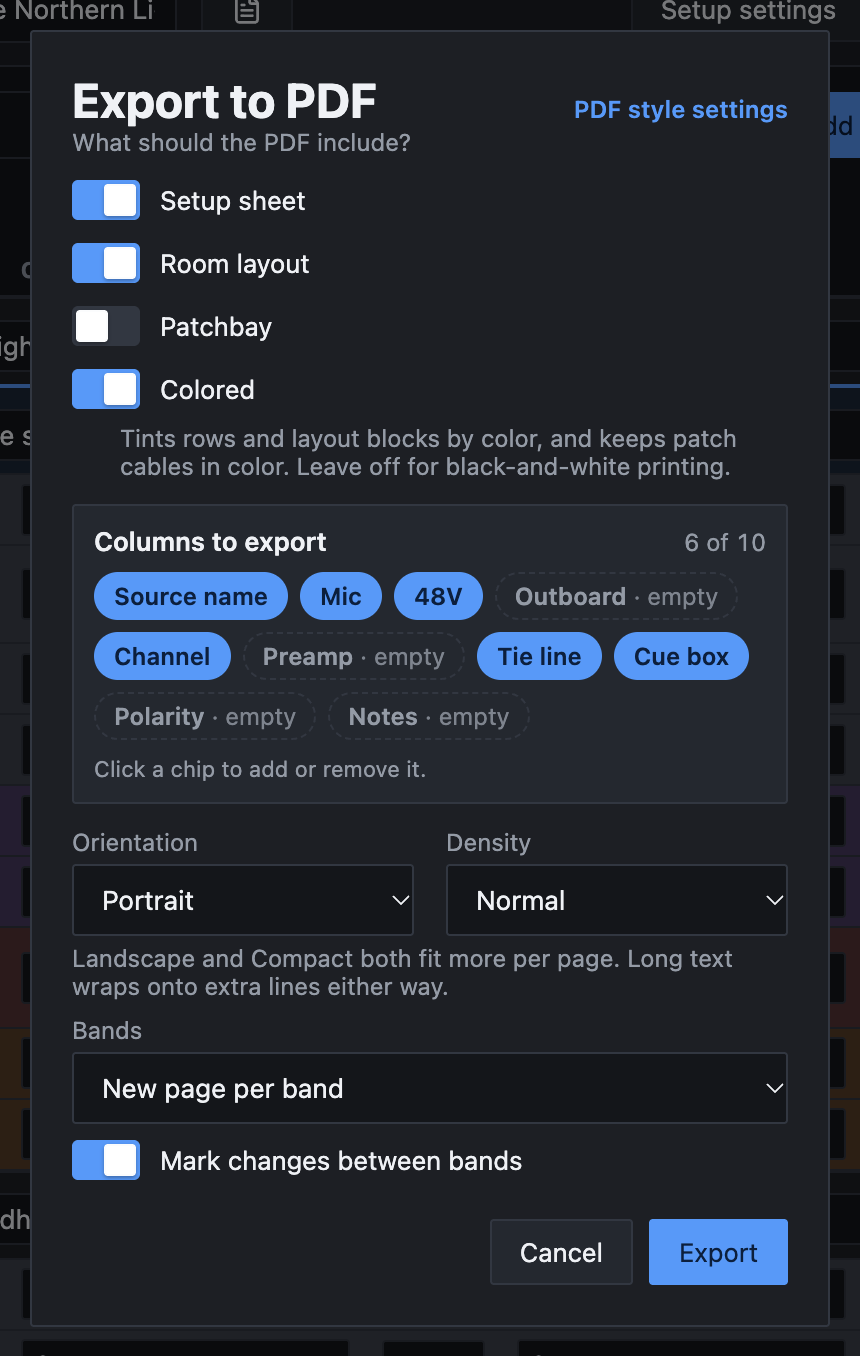 e Northern Li
Setup settings
Export to PDF
PDF style settings
What should the PDF include?
dd
Setup sheet
Room layout
Patchbay
igh
Colored
e s
Tints rows and layout blocks by color, and keeps patch
cables in color. Leave off for black-and-white printing.
Columns to export
6 of 10
Source name
Mic
48V
Outboard · empty
Channel
Preamp · empty
Tie line
Cue box
Polarity · empty
Notes · empty
Click a chip to add or remove it.
Orientation
Density
Portrait
Normal
Landscape and Compact both fit more per page. Long text
wraps onto extra lines either way.
Bands
New page per band
Mark changes between bands
dh
Cancel
Export